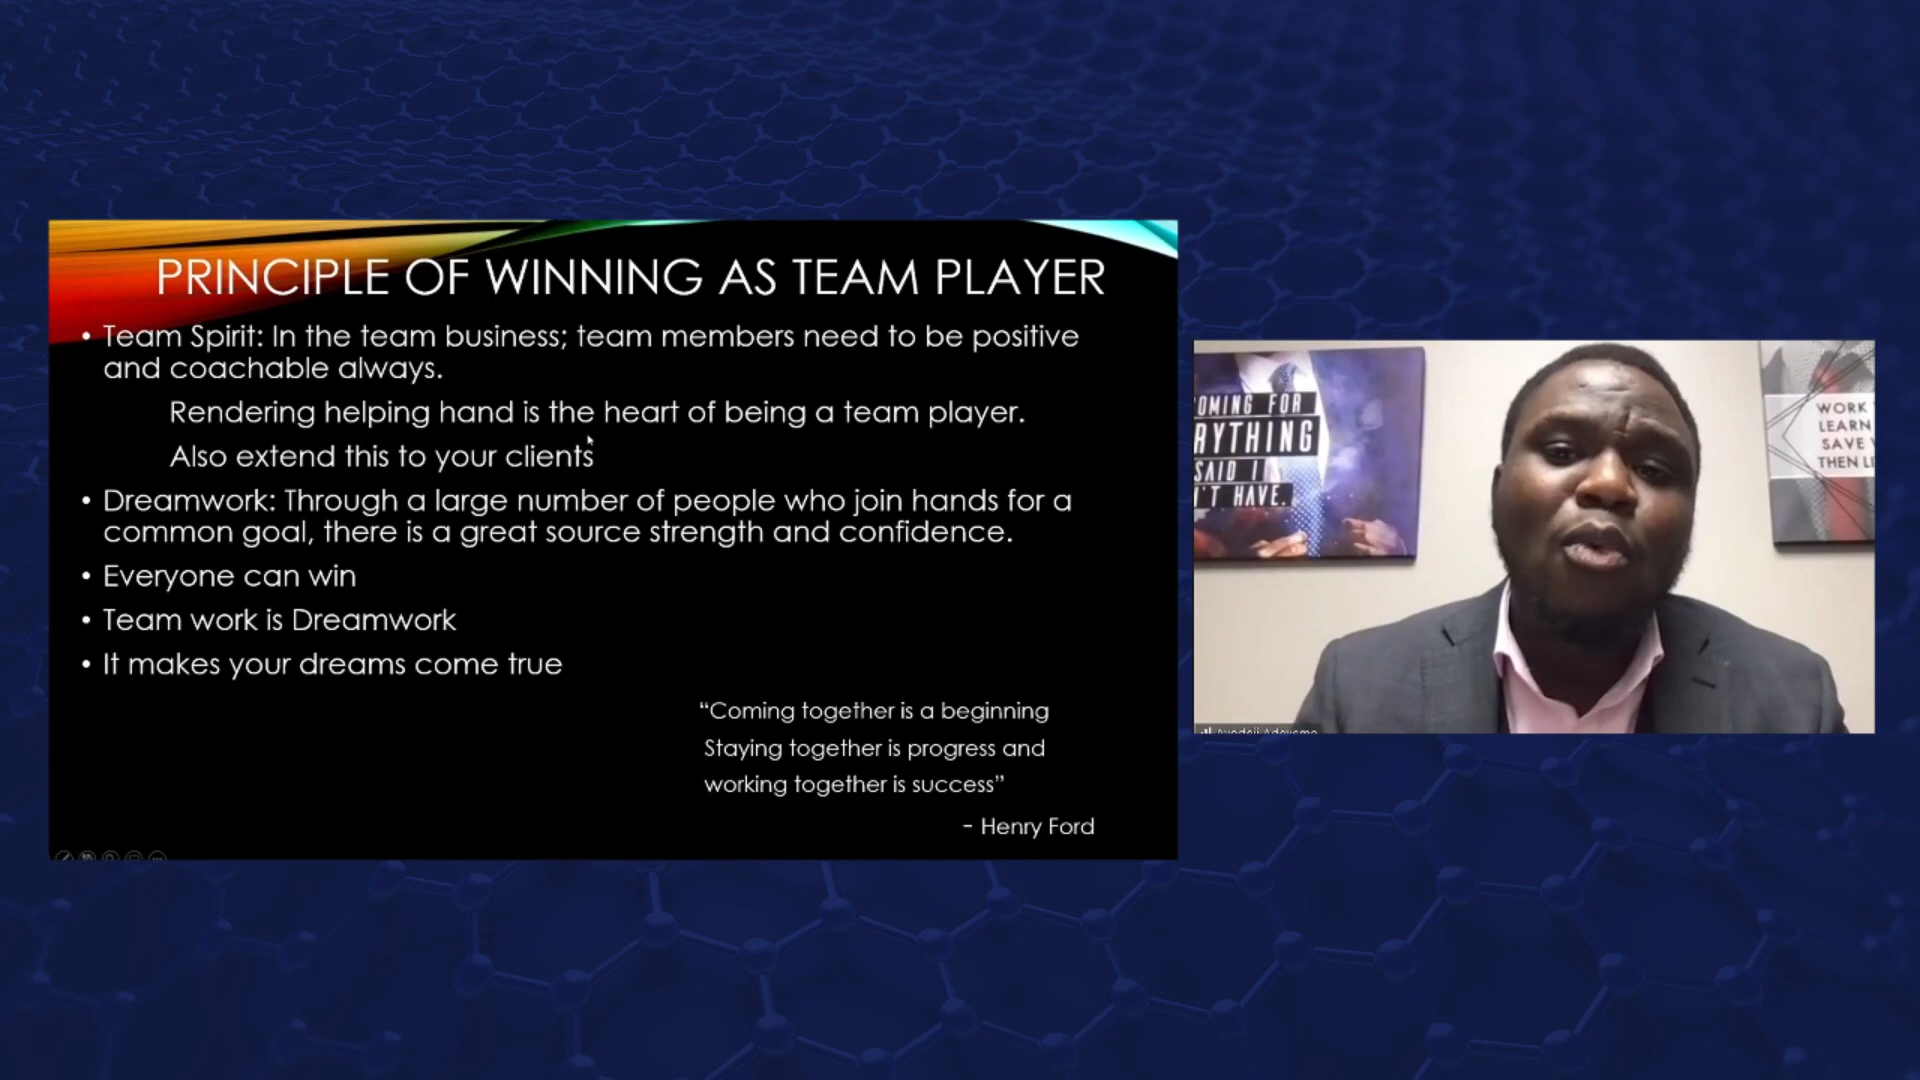 PRINCIPLE OF WINNING AS TEAM PLAYER
• Team Spirit: In the team business; team members need to be positive
and coachable always.
Rendering helping hand is the heart of being a team player.
Also extend this to your clients
• Dreamwork: Through a large number of people who join hands for a
common goal, there is a great source strength and confidence.
• Everyone can win
• Team work is Dreamwork
• It makes your dreams come true
“Coming together is a beginning
Staying together is progress and
working together is success”
- Henry Ford
OMING FOR
RYTHING
SAID I
'T HAVE.
WORK
LEARN
SAVE
THEN LI